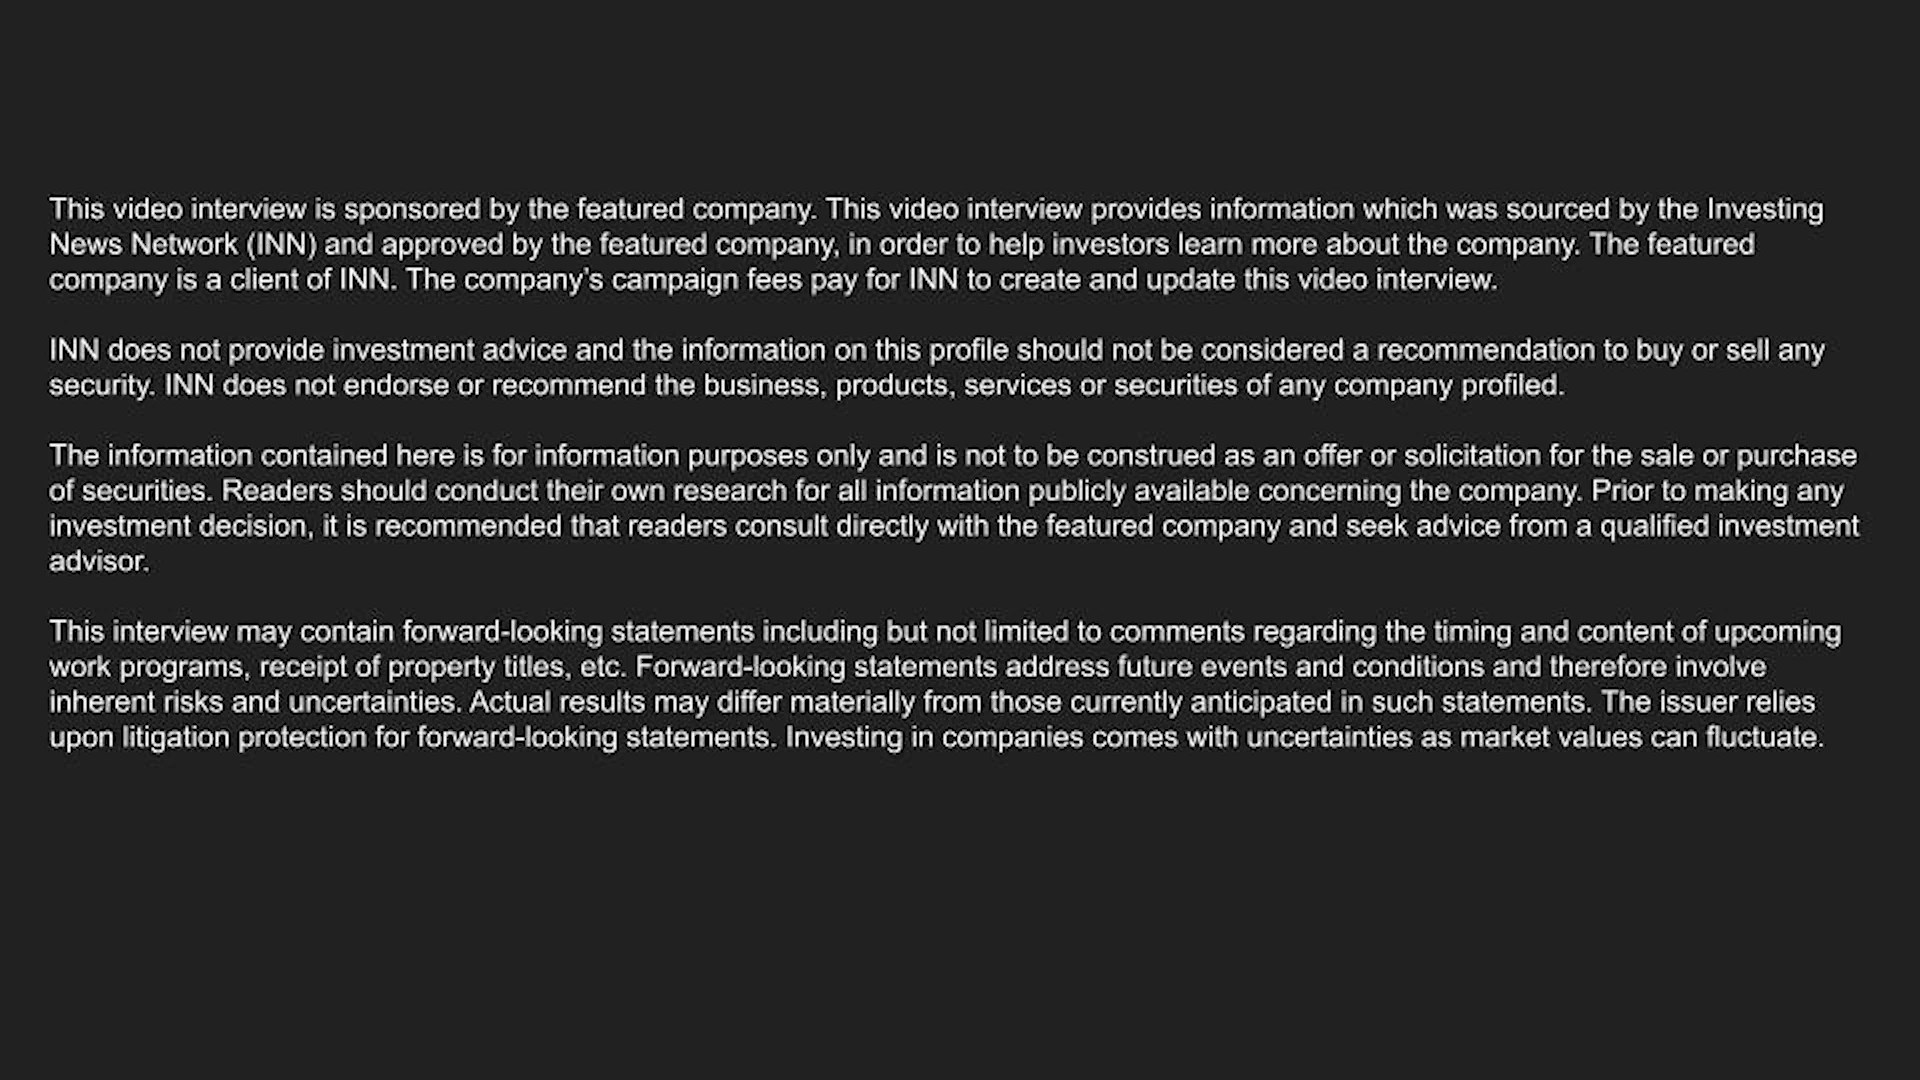 This video interview is sponsored by the featured company. This video interview provides information which was sourced by the Investing
News Network (INN) and approved by the featured company, in order to help investors learn more about the company. The featured
company is a client of INN. The company’s campaign fees pay for INN to create and update this video interview.
INN does not provide investment advice and the information on this profile should not be considered a recommendation to buy or sell any
security. INN does not endorse or recommend the business, products, services or securities of any company profiled.
The information contained here is for information purposes only and is not to be construed as an offer or solicitation for the sale or purchase
of securities. Readers should conduct their own research for all information publicly available concerning the company. Prior to making any
investment decision, it is recommended that readers consult directly with the featured company and seek advice from a qualified investment
advisor.
This interview may contain forward-looking statements including but not limited to comments regarding the timing and content of upcoming
work programs, receipt of property titles, etc. Forward-looking statements address future events and conditions and therefore involve
inherent risks and uncertainties. Actual results may differ materially from those currently anticipated in such statements. The issuer relies
upon litigation protection for forward-looking statements. Investing in companies comes with uncertainties as market values can fluctuate.